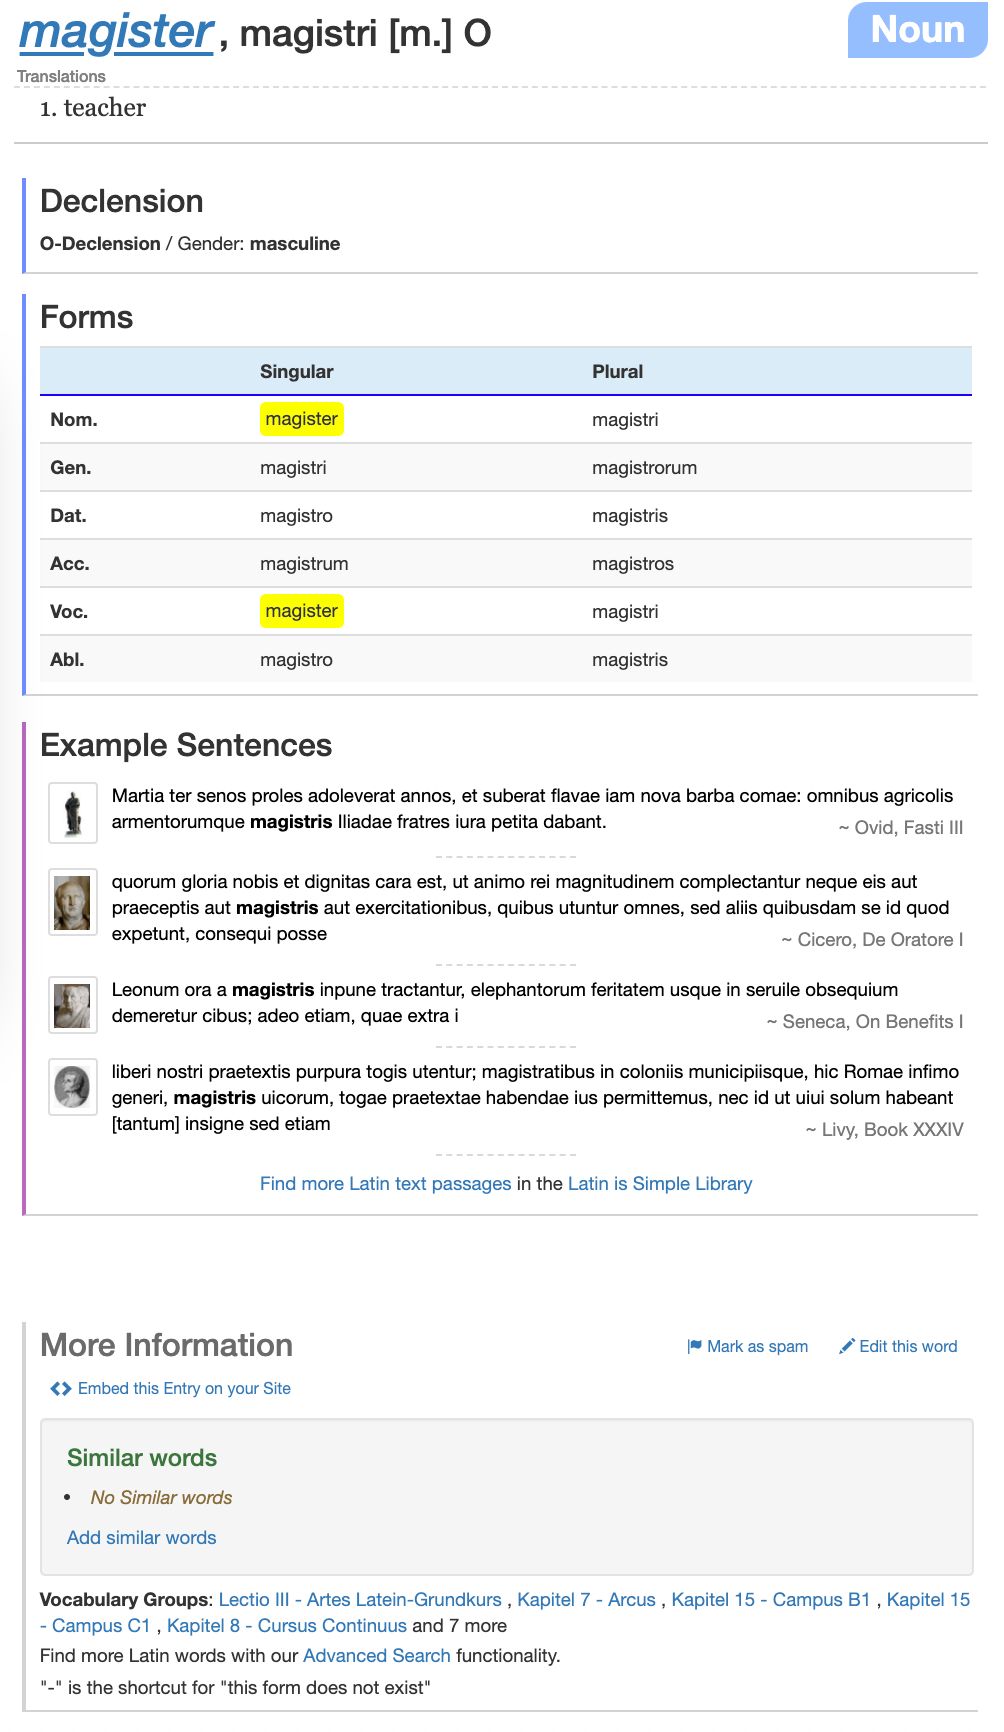 magister, magistri [m.] O
Noun
Translations
1. teacher
Declension
O-Declension / Gender: masculine
Forms
Singular Plural
Nom. magister magistri
Gen. magistri magistrorum
Dat. magistro magistris
Acc. magistrum magistros
Voc. magister magistri
Abl. magistro magistris
Example Sentences
Martia ter senos proles adoleverat annos, et suberat flavae iam nova barba comae: omnibus agricolis
armentorumque magistris Iliadae fratres iura petita dabant.
~ Ovid, Fasti III
quorum gloria nobis et dignitas cara est, ut animo rei magnitudinem complectantur neque eis aut
praeceptis aut magistris aut exercitationibus, quibus utuntur omnes, sed aliis quibusdam se id quod
expetunt, consequi posse
~ Cicero, De Oratore I
Leonum ora a magistris inpune tractantur, elephantorum feritatem usque in seruile obsequium
demeretur cibus; adeo etiam, quae extra i
~ Seneca, On Benefits I
liberi nostri praetextis purpura togis utentur; magistratibus in coloniis municipiisque, hic Romae infimo
generi, magistris uicorum, togae praetextae habendae ius permittemus, nec id ut uiui solum habeant
[tantum] insigne sed etiam
~ Livy, Book XXXIV
Find more Latin text passages in the Latin is Simple Library
More Information
Mark as spam
Edit this word
Embed this Entry on your Site
Similar words
• No Similar words
Add similar words
Vocabulary Groups: Lectio III - Artes Latein-Grundkurs , Kapitel 7 - Arcus , Kapitel 15 - Campus B1 , Kapitel 15
- Campus C1 , Kapitel 8 - Cursus Continuus and 7 more
Find more Latin words with our Advanced Search functionality.
"-" is the shortcut for "this form does not exist"